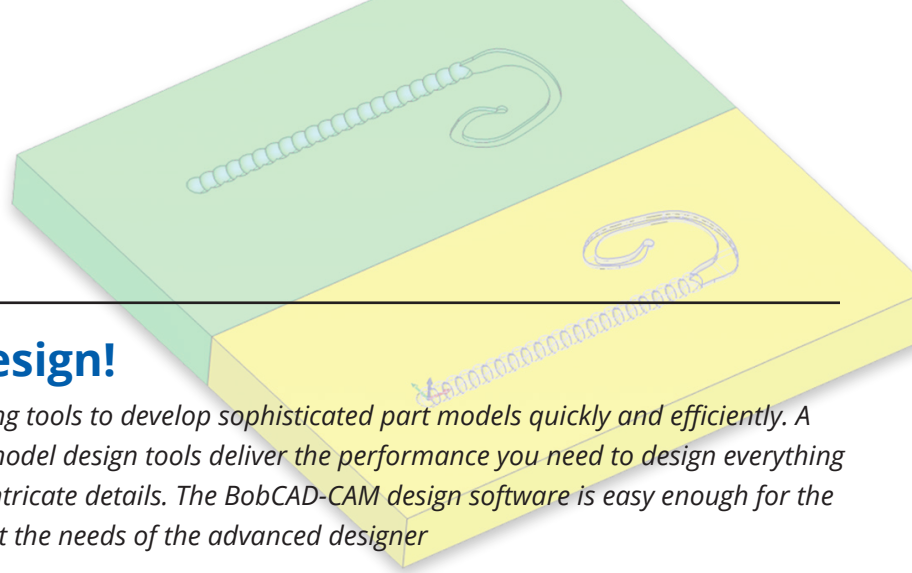 esign!
ng tools to develop sophisticated part models quickly and efficiently. A
model design tools deliver the performance you need to design everything
ntricate details. The BobCAD-CAM design software is easy enough for the
t the needs of the advanced designer